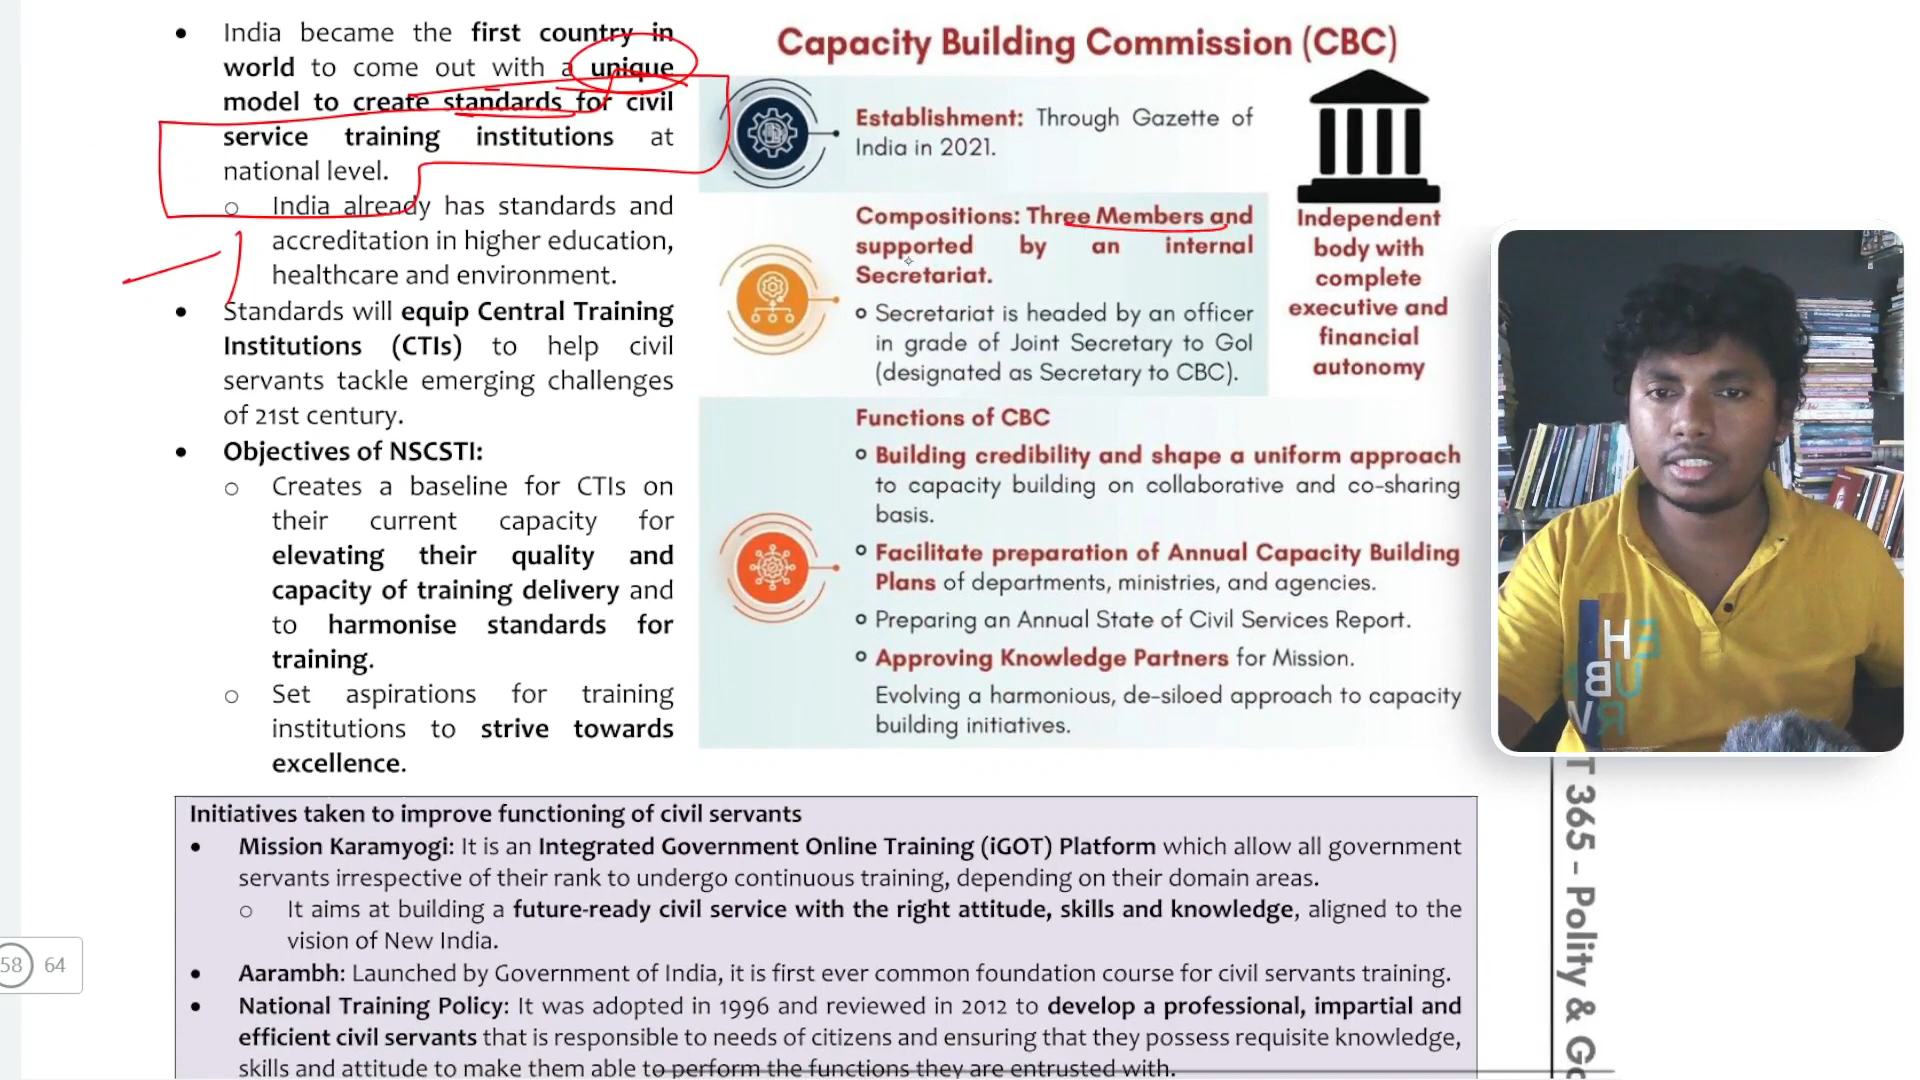 • India became the first country in
world to come out with a unique
model to create standards for civil
service training institutions at
national level.
o India already has standards and
accreditation in higher education,
healthcare and environment.
• Standards will equip Central Training
Institutions (CTIs) to help civil
servants tackle emerging challenges
of 21st century.
• Objectives of NSCSTI:
o Creates a baseline for CTIs on
their current capacity for
elevating their quality and
capacity of training delivery and
to harmonise standards for
training.
o Set aspirations for training
institutions to strive towards
excellence.
Capacity Building Commission (CBC)
Establishment: Through Gazette of
India in 2021.
Compositions: Three Members and
supported by an internal
Secretariat.
o Secretariat is headed by an officer
in grade of Joint Secretary to GoI
(designated as Secretary to CBC).
Independent
body with
complete
executive and
financial
autonomy
Functions of CBC
o Building credibility and shape a uniform approach
to capacity building on collaborative and co-sharing
basis.
o Facilitate preparation of Annual Capacity Building
Plans of departments, ministries, and agencies.
o Preparing an Annual State of Civil Services Report.
o Approving Knowledge Partners for Mission.
Evolving a harmonious, de-siloed approach to capacity
building initiatives.
Initiatives taken to improve functioning of civil servants
• Mission Karamyogi: It is an Integrated Government Online Training (iGOT) Platform which allow all government
servants irrespective of their rank to undergo continuous training, depending on their domain areas.
o It aims at building a future-ready civil service with the right attitude, skills and knowledge, aligned to the
vision of New India.
• Aarambh: Launched by Government of India, it is first ever common foundation course for civil servants training.
• National Training Policy: It was adopted in 1996 and reviewed in 2012 to develop a professional, impartial and
efficient civil servants that is responsible to needs of citizens and ensuring that they possess requisite knowledge,
skills and attitude to make them able to perform the functions they are entrusted with.
58 64
T 365 - Polity & Go